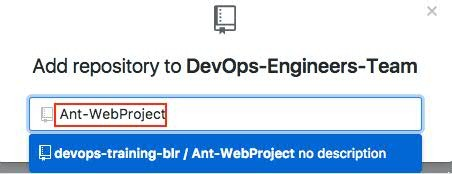 Add repository to DevOps-Engineers-Team
Ant-WebProject
devops-training-blr / Ant-WebProject no description